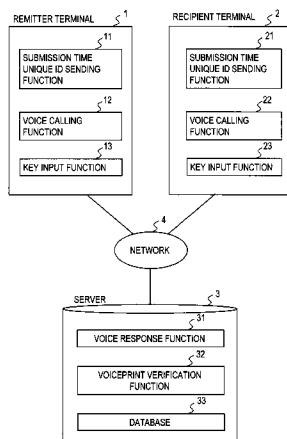 REMITTER TERMINAL 1
11
SUBMISSION TIME
UNIQUE ID SENDING
FUNCTION
12
VOICE CALLING
FUNCTION
13
KEY INPUT FUNCTION
RECIPIENT TERMINAL 2
21
SUBMISSION TIME
UNIQUE ID SENDING
FUNCTION
22
VOICE CALLING
FUNCTION
23
KEY INPUT FUNCTION
4
NETWORK
SERVER 3
31
VOICE RESPONSE FUNCTION
32
VOICEPRINT VERIFICATION
FUNCTION
33
DATABASE